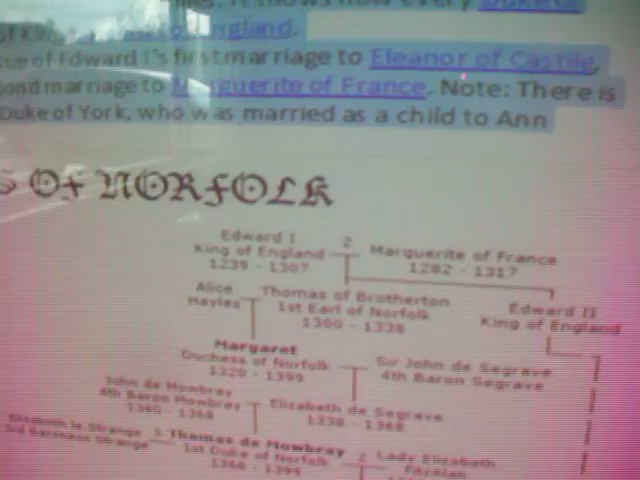 shows how every Duke of
England.
sue of Edward I's first marriage to Eleanor of Castile,
ond marriage to Marguerite of France. Note: There is
Duke of York, who was married as a child to Ann
S OF NORFOLK
Edward I
King of England
1239 - 1307
2
Marguerite of France
1282 - 1317
Alice
Hayles
Thomas of Brotherton
1st Earl of Norfolk
1300 - 1338
Edward II
King of England
Margaret
Duchess of Norfolk
1320 - 1399
Sir John de Segrave
4th Baron Segrave
John de Mowbray
4th Baron Mowbray
1340 - 1368
Elizabeth de Segrave
1338 - 1368
Elizabeth le Strange
3rd Baroness Strange
1
Thomas de Mowbray
1st Duke of Norfolk
1366 - 1399
2
Lady Elizabeth
Fitzalan